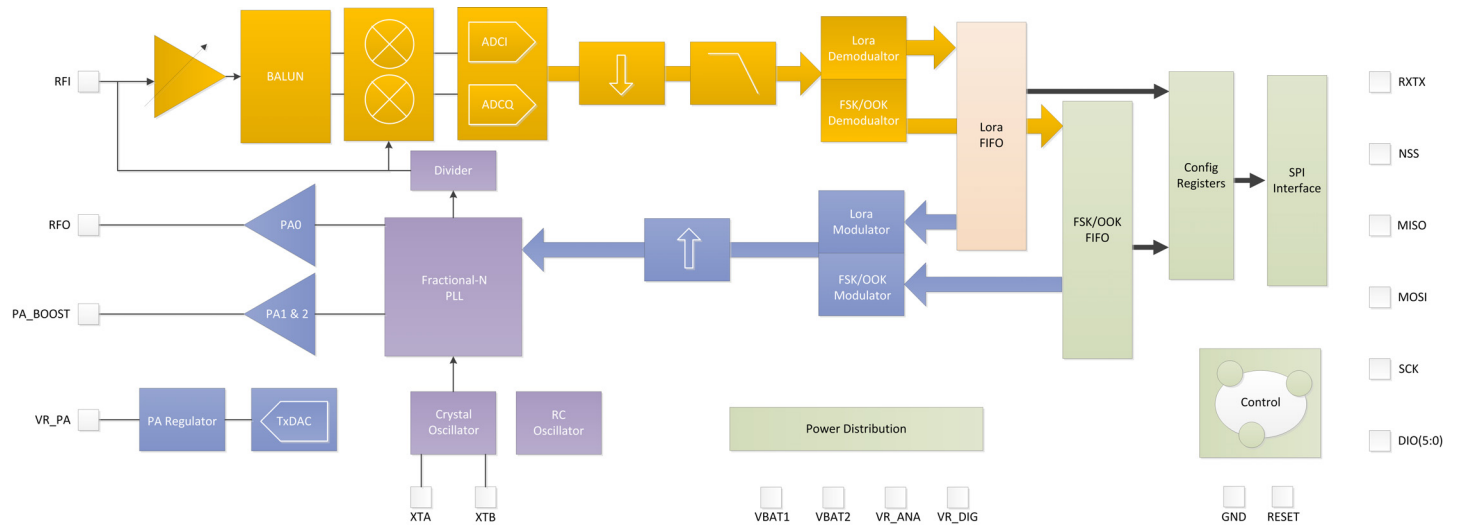 RFI
BALUN
ADCI
ADCQ
Lora
Demodualtor
FSK/OOK
Demodualtor
Lora
FIFO
Config
Registers
SPI
Interface
RXTX
NSS
MISO
MOSI
SCK
DIO(5:0)
Divider
RFO
PA0
PA_BOOST
PA1 & 2
Fractional-N
PLL
Lora
Modulator
FSK/OOK
Modulator
FSK/OOK
FIFO
VR_PA
PA Regulator
TxDAC
Crystal
Oscillator
RC
Oscillator
Power Distribution
Control
XTA
XTB
VBAT1
VBAT2
VR_ANA
VR_DIG
GND
RESET